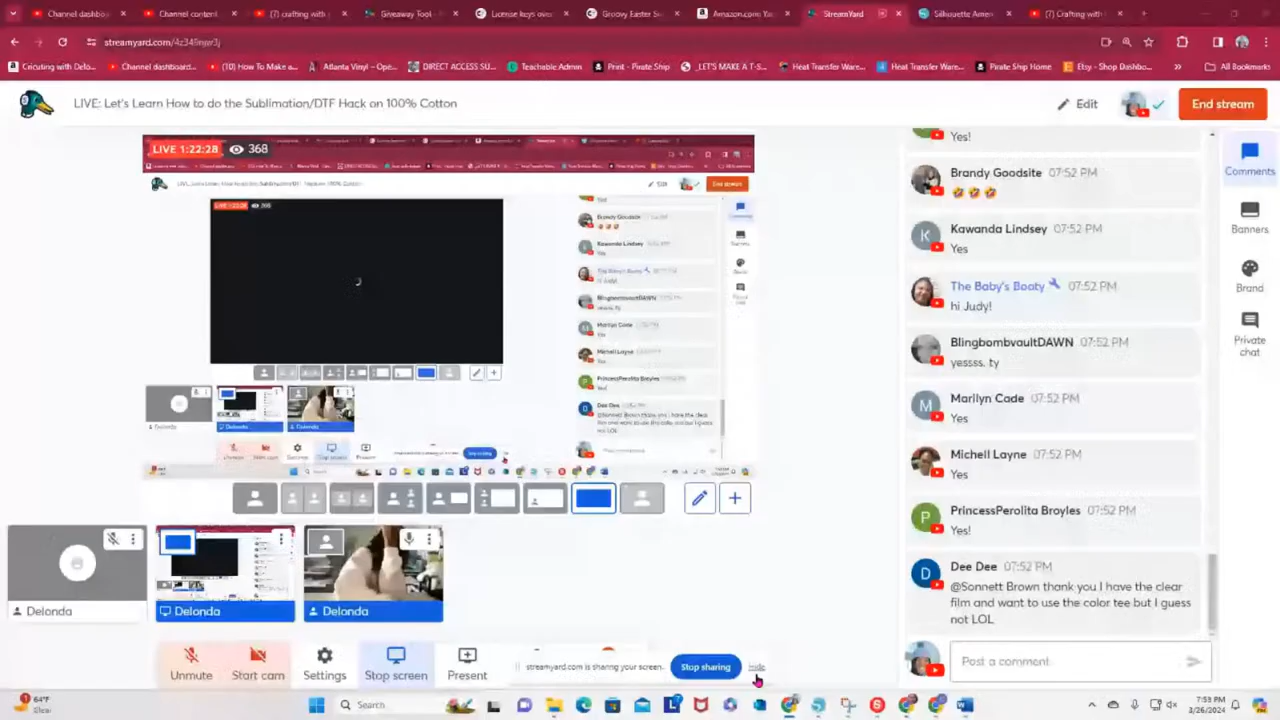 Channel dashbo
Channel content
(7) crafting with
Giveaway Tool -
License keys over
Groovy Easter Su
Amazon.com: Ya
StreamYard
Silhouette Amer
(7) Crafting with
streamyard.com/4z349ngr3j
Cricuting with Delo...
Channel dashboard...
(10) How To Make a...
Atlanta Vinyl - Ope...
DIRECT ACCESS SU...
Teachable Admin
Print - Pirate Ship
_LET'S MAKE A T-S...
Heat Transfer Ware...
Heat Transfer Ware...
Pirate Ship Home
Etsy - Shop Dashbo...
»
All Bookmarks
LIVE: Let's Learn How to do the Sublimation/DTF Hack on 100% Cotton
Edit
End stream
LIVE 1:22:28
368
Yes!
Brandy Goodsite 07:52 PM
Kawanda Lindsey 07:52 PM
Yes
The Baby's Booty 07:52 PM
hi Judy!
BlingbombvaultDAWN 07:52 PM
yessss. ty
Marilyn Code 07:52 PM
Yes
Michell Layne 07:52 PM
Yes
PrincessPerolita Broyles 07:52 PM
Yes!
Dee Dee 07:52 PM
@Sonnett Brown thank you I have the clear
film and want to use the color tee but I guess
not LOL
Post a comment
Comments
Banners
Brand
Private
chat
Delonda
Delonda
Delonda
Unmute
Start cam
Settings
Stop screen
Present
streamyard.com is sharing your screen.
Stop sharing
Hide
64°F
Search
3/26/2024